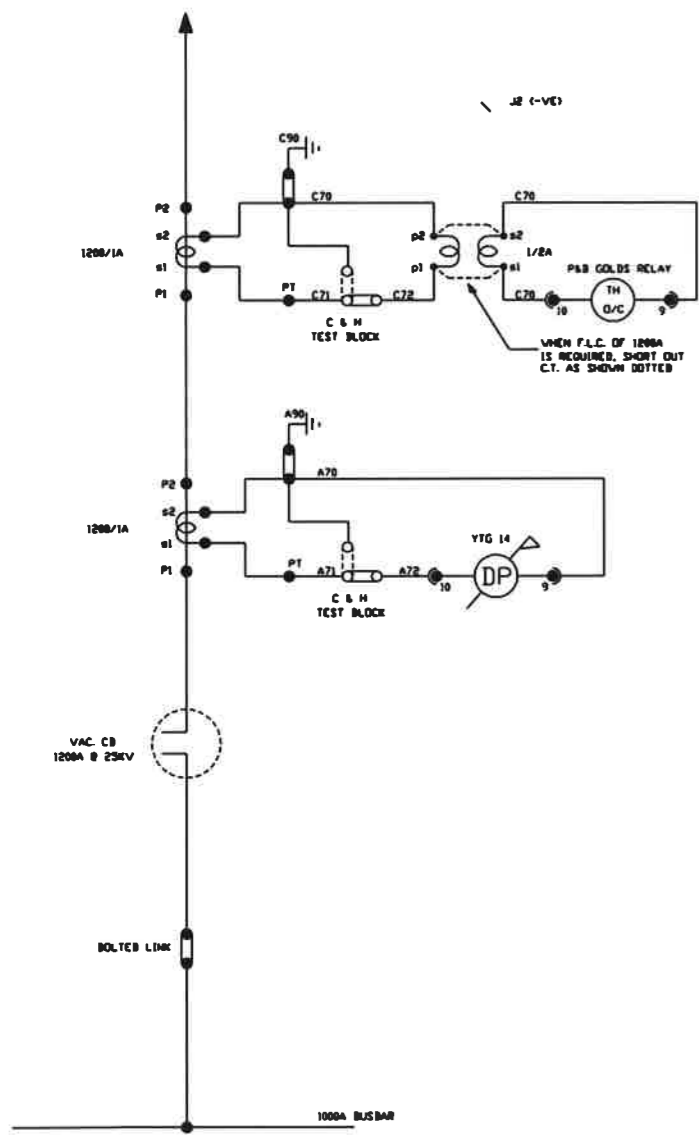 J2 (-VE)
C90
C70
C70
P2
s2
p2
s2
1200/1A
1/2A
s1
p1
s1
P&B GOLDS RELAY
P1
PT
C71
C72
C70
10
TH
O/C
9
C & H
TEST BLOCK
WHEN F.L.C. OF 1200A
IS REQUIRED, SHORT OUT
C.T. AS SHOWN DOTTED
A90
A70
P2
s2
1200/1A
s1
YTG 14
P1
PT
A71
A72
10
DP
9
C & H
TEST BLOCK
VAC. CB
1200A @ 25KV
BOLTED LINK
1000A BUSBAR